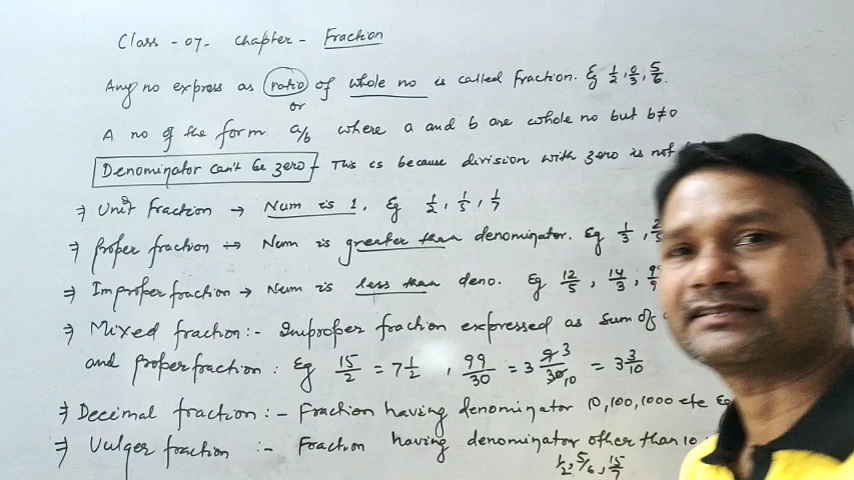 Class - 07. Chapter - Fraction
Any no express as ratio of whole no is called fraction. Eg 1/2, 0/3, 5/6.
or
A no of the form a/b where a and b are whole no but b≠0
Denominator can't be zero - This is because division with zero is not
⇒ Unit fraction → Num is 1. Eg 1/2, 1/5, 1/7
⇒ proper fraction → Num is greater than denominator. Eg 1/3,
⇒ Improper fraction → Num is less than deno. Eg 12/5, 14/3,
⇒ Mixed fraction :- Improper fraction expressed as sum of
and proper fraction : Eg 15/2 = 7 1/2, 99/30 = 3 9 3/30 10 = 3 3/10
⇒ Decimal fraction :- Fraction having denominator 10, 100, 1000 etc Eg
⇒ Vulger fraction :- Fraction having denominator other than 10
1/2, 5/6, 15/7